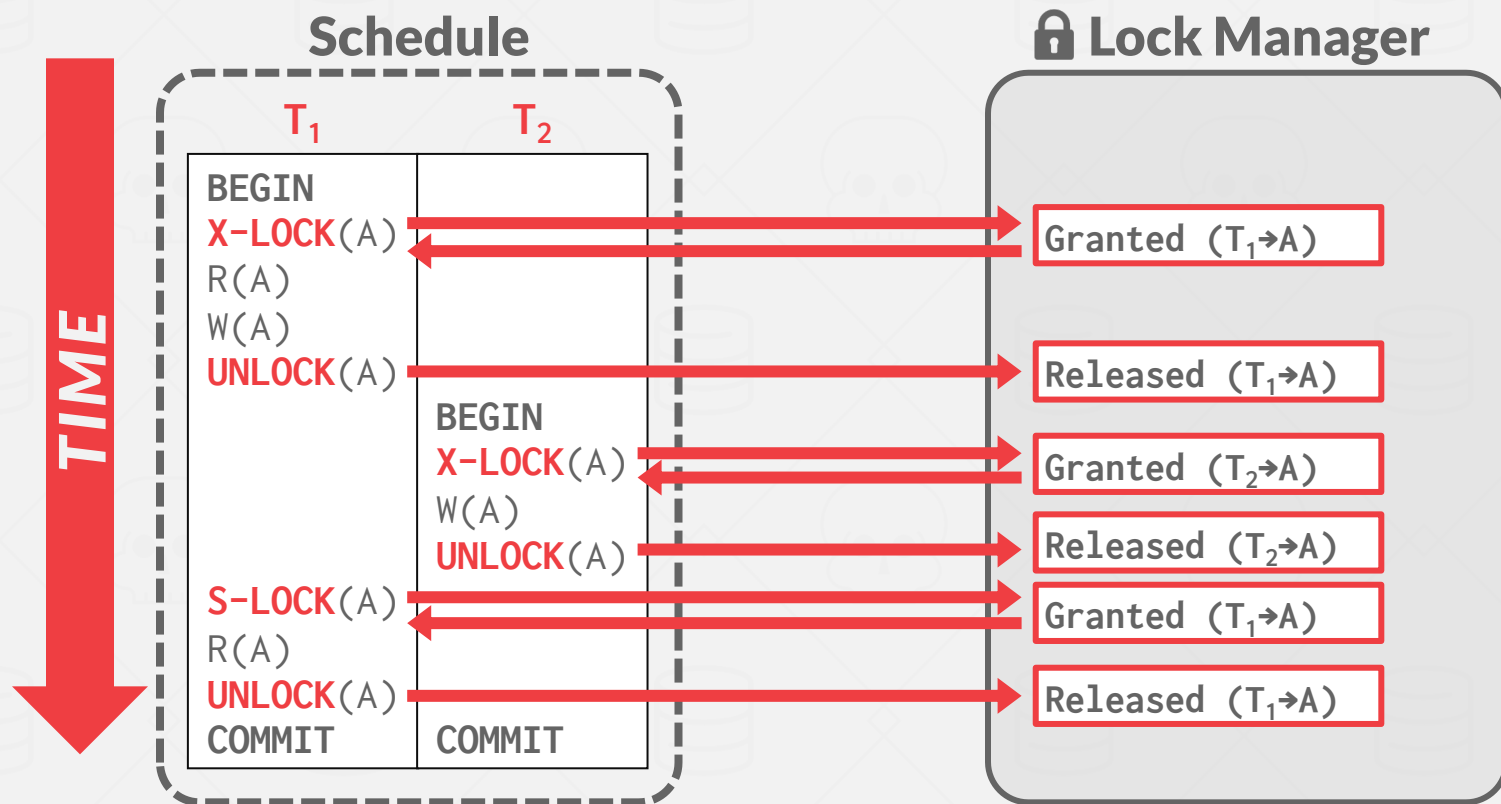 Schedule
Lock Manager
TIME
T₁ T₂
BEGIN
X-LOCK(A)
R(A)
W(A)
UNLOCK(A)
BEGIN
X-LOCK(A)
W(A)
UNLOCK(A)
S-LOCK(A)
R(A)
UNLOCK(A)
COMMIT COMMIT
Granted (T₁→A)
Released (T₁→A)
Granted (T₂→A)
Released (T₂→A)
Granted (T₁→A)
Released (T₁→A)